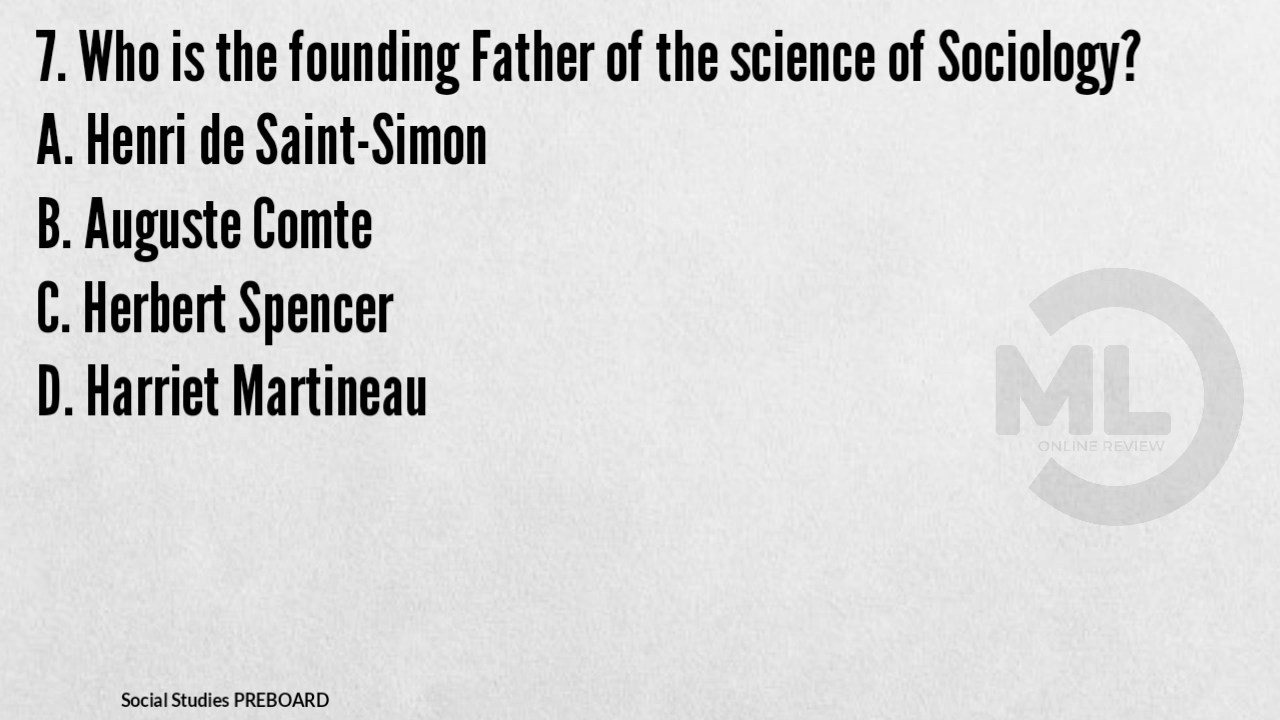 7. Who is the founding Father of the science of Sociology?
A. Henri de Saint-Simon
B. Auguste Comte
C. Herbert Spencer
D. Harriet Martineau
ML
ONLINE REVIEW
Social Studies PREBOARD